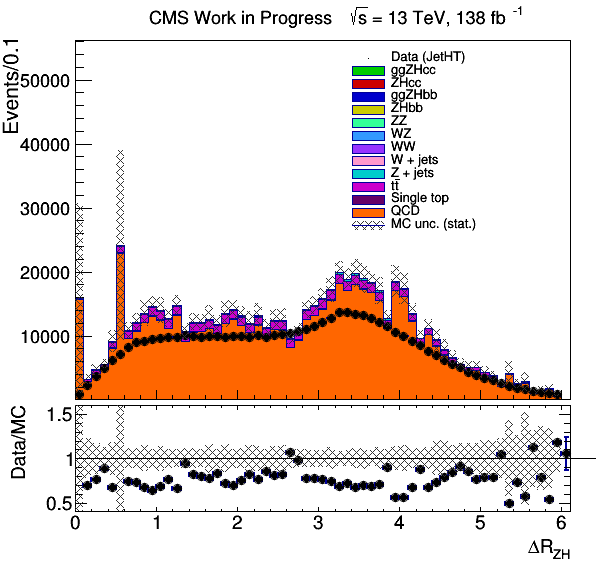 CMS Work in Progress √s = 13 TeV, 138 fb⁻¹
Events/0.1
50000
40000
30000
20000
10000
Data (JetHT)
ggZHcc
ZHcc
ggZHbb
ZHbb
ZZ
WZ
WW
W + jets
Z + jets
tt̄
Single top
QCD
MC unc. (stat.)
Data/MC
1.5
1
0.5
0 1 2 3 4 5 6
ΔR_ZH